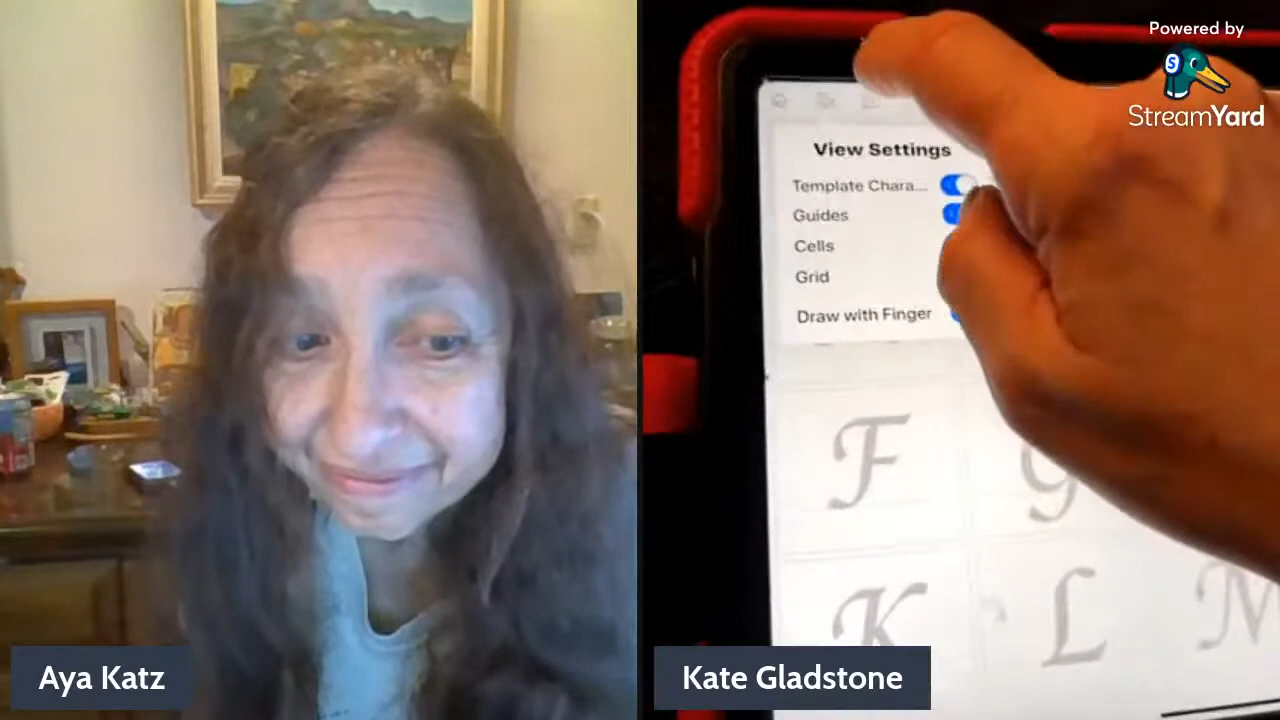 Powered by
StreamYard
View Settings
Template Chara...
Guides
Cells
Grid
Draw with Finger
F G
K L M
Aya Katz
Kate Gladstone